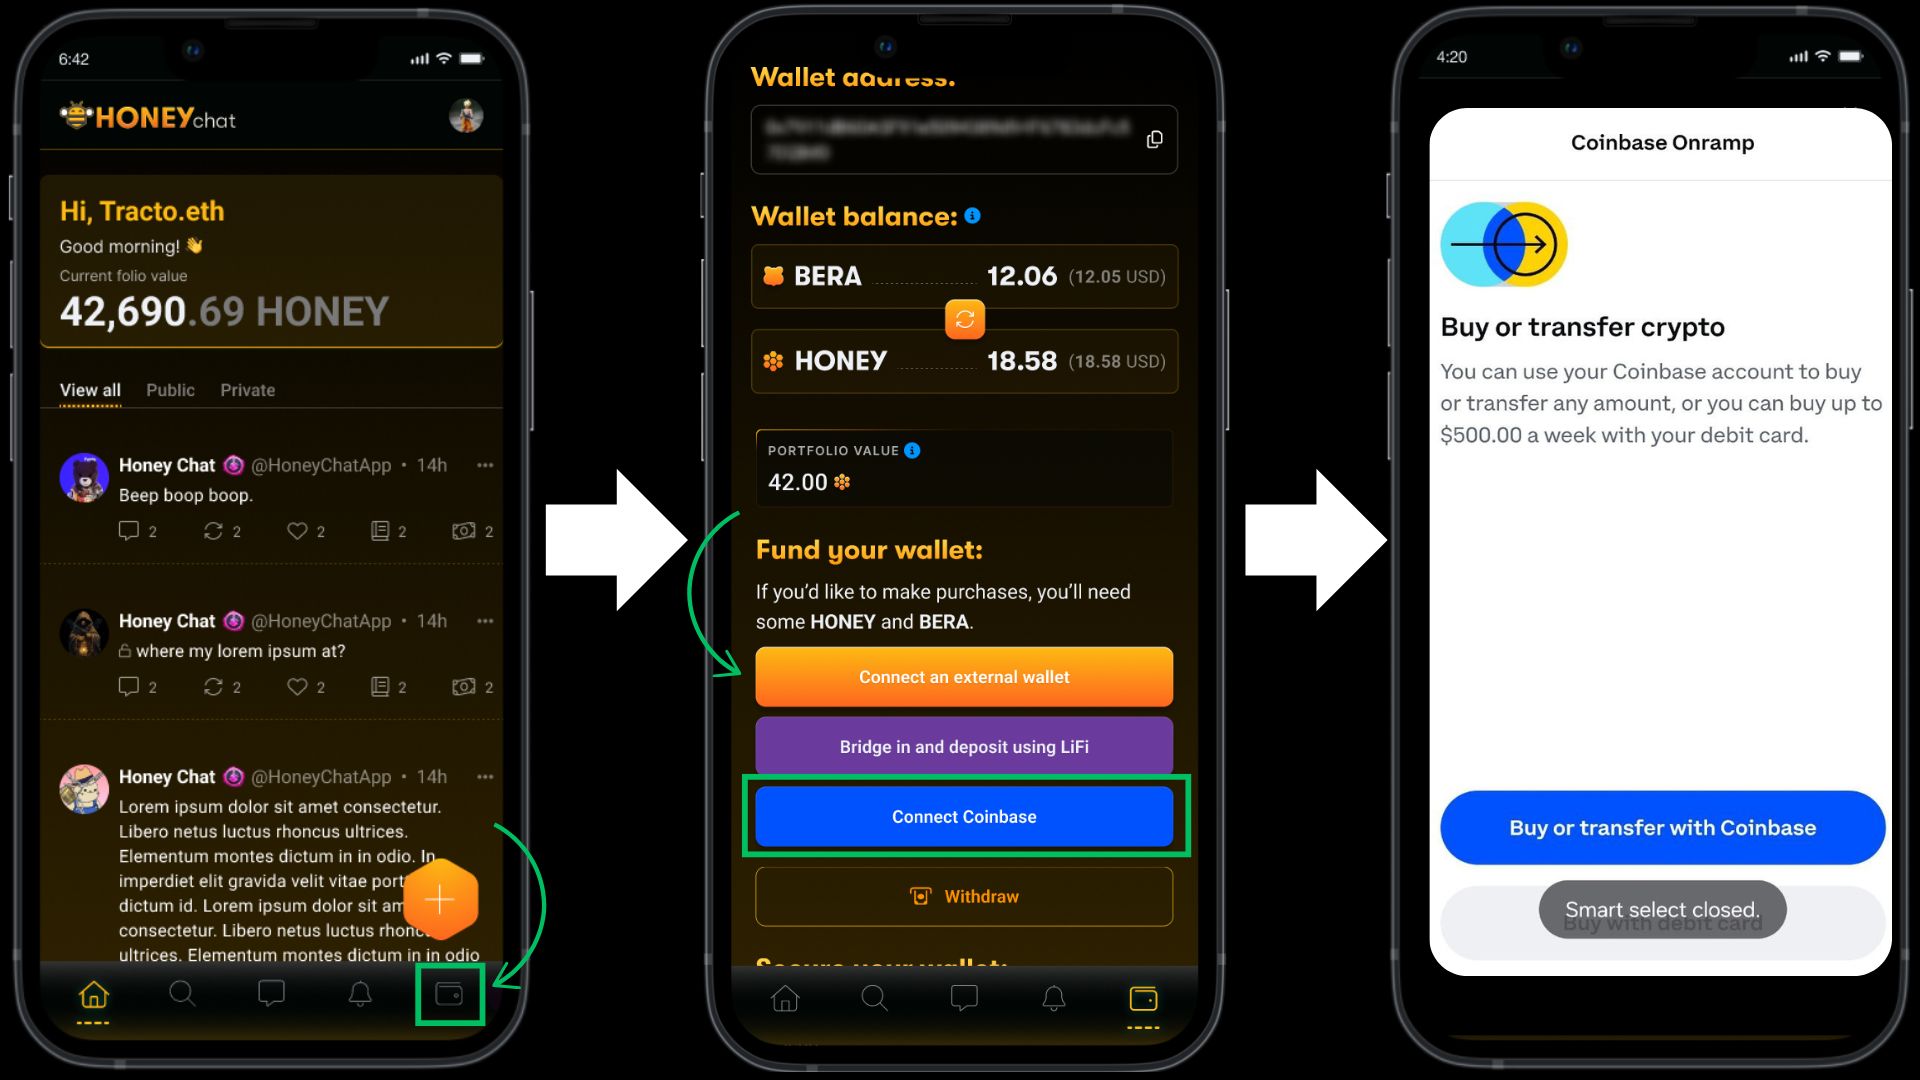 6:42
HONEYchat
Hi, Tracto.eth
Good morning! 👋
Current folio value
42,690.69 HONEY
View all Public Private
Honey Chat @HoneyChatApp • 14h
Beep boop boop.
2 2 2 2 2
Honey Chat @HoneyChatApp • 14h
where my lorem ipsum at?
2 2 2 2 2
Honey Chat @HoneyChatApp • 14h
Lorem ipsum dolor sit amet consectetur.
Libero netus luctus rhoncus ultrices.
Elementum montes dictum in in odio. In
imperdiet elit gravida velit vitae port
dictum id. Lorem ipsum dolor sit am
consectetur. Libero netus luctus rhonc
ultrices. Elementum montes dictum in in odio
Wallet address:
Wallet balance:
BERA 12.06 (12.05 USD)
HONEY 18.58 (18.58 USD)
PORTFOLIO VALUE
42.00
Fund your wallet:
If you’d like to make purchases, you’ll need
some HONEY and BERA.
Connect an external wallet
Bridge in and deposit using LiFi
Connect Coinbase
Withdraw
Secure your wallet:
4:20
Coinbase Onramp
Buy or transfer crypto
You can use your Coinbase account to buy
or transfer any amount, or you can buy up to
$500.00 a week with your debit card.
Buy or transfer with Coinbase
Smart select closed.
Buy with debit card